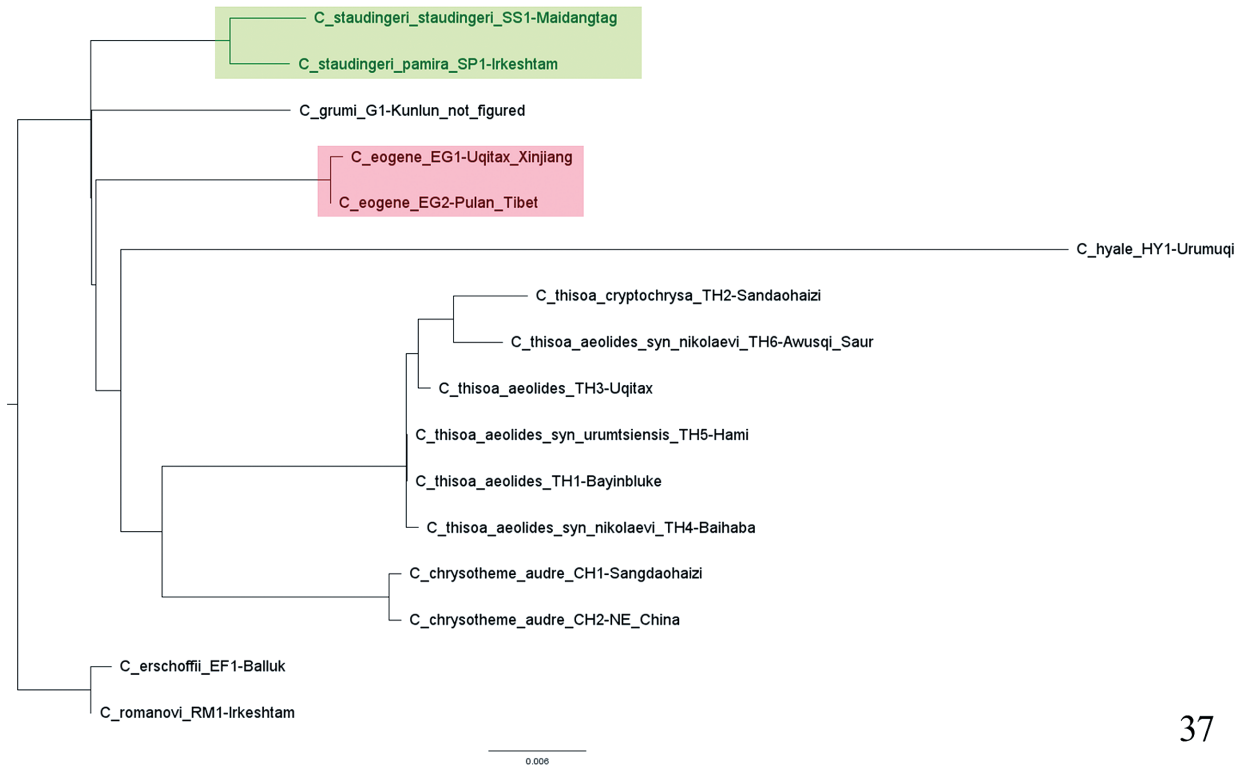 C_staudingeri_staudingeri_SS1-Maidangtag
C_staudingeri_pamira_SP1-Irkeshtam
C_grumi_G1-Kunlun_not_figured
C_eogene_EG1-Uqitax_Xinjiang
C_eogene_EG2-Pulan_Tibet
C_hyale_HY1-Urumuqi
C_thisoa_cryptochrysa_TH2-Sandaohaizi
C_thisoa_aeolides_syn_nikolaevi_TH6-Awusqi_Saur
C_thisoa_aeolides_TH3-Uqitax
C_thisoa_aeolides_syn_urumtsiensis_TH5-Hami
C_thisoa_aeolides_TH1-Bayinbluke
C_thisoa_aeolides_syn_nikolaevi_TH4-Baihaba
C_chrysotheme_audre_CH1-Sangdaohaizi
C_chrysotheme_audre_CH2-NE_China
C_erschoffii_EF1-Balluk
C_romanovi_RM1-Irkeshtam
37
0.006